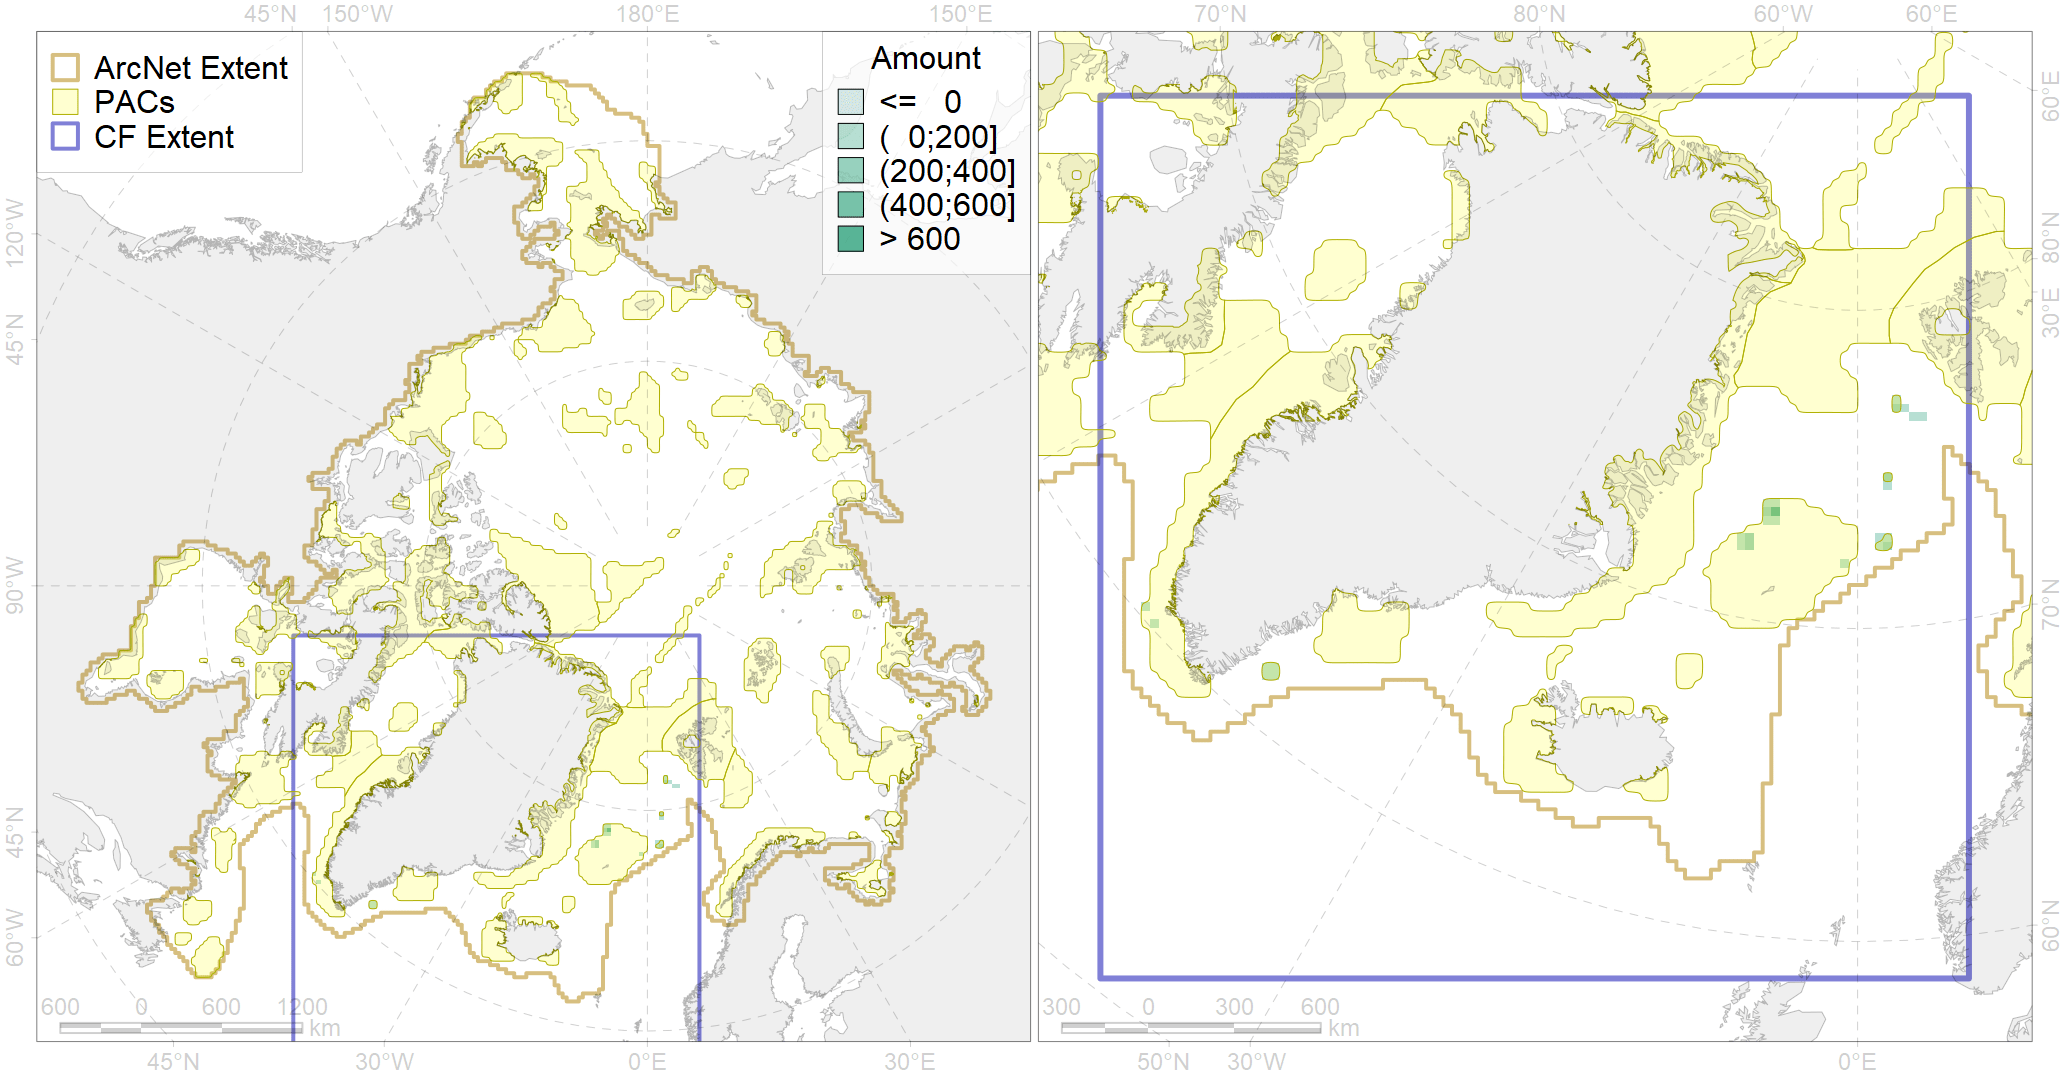 45°N 150°W 180°E 150°E 70°N 80°N 60°W 60°E
ArcNet Extent
PACs
CF Extent
Amount
<= 0
( 0;200]
(200;400]
(400;600]
> 600
120°W
45°N
90°W
45°N
60°W
60°E
80°N
30°E
70°N
60°N
600 0 600 1200
km
300 0 300 600
km
45°N 30°W 0°E 30°E 50°N 30°W 0°E